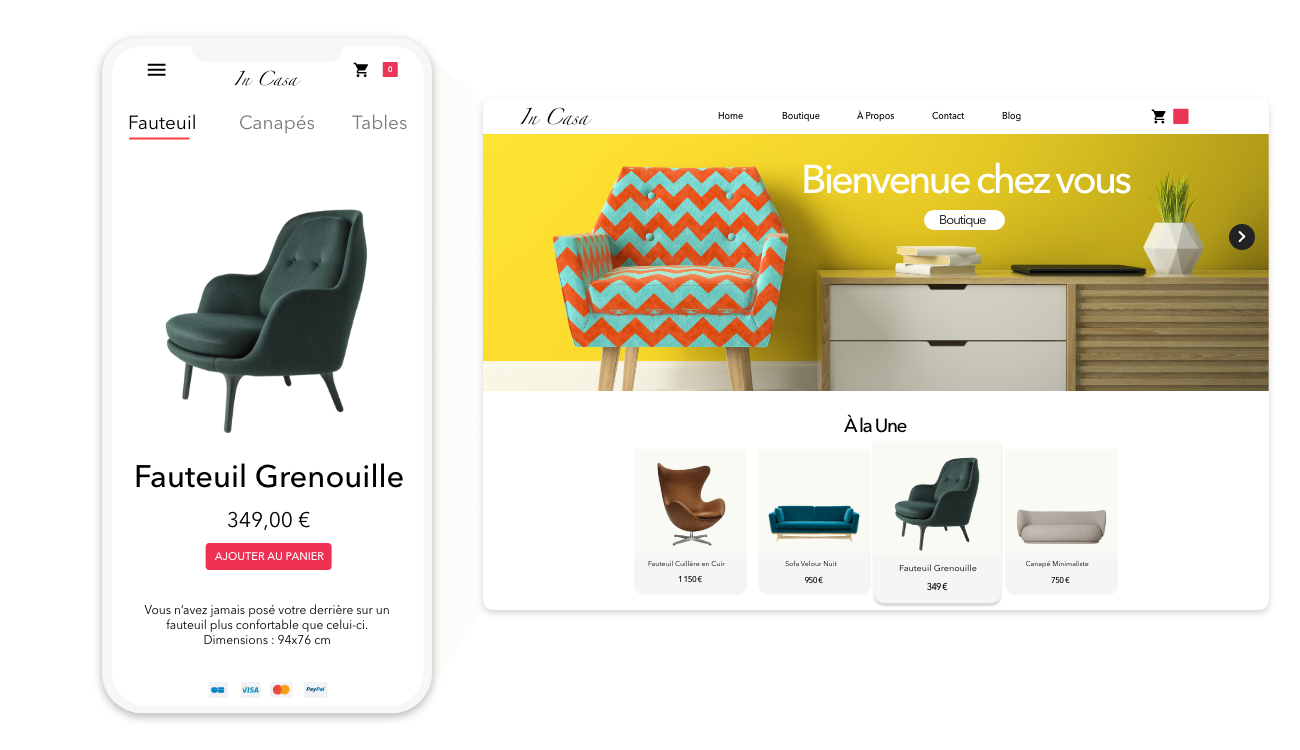 In Casa
0
Fauteuil Canapés Tables
Fauteuil Grenouille
349,00 €
AJOUTER AU PANIER
Vous n’avez jamais posé votre derrière sur un
fauteuil plus confortable que celui-ci.
Dimensions : 94x76 cm
CB VISA PayPal
In Casa
Home Boutique À Propos Contact Blog
Bienvenue chez vous
Boutique
À la Une
Fauteuil Cuillère en Cuir
1 150 €
Sofa Velour Nuit
950 €
Fauteuil Grenouille
349 €
Canapé Minimaliste
750 €